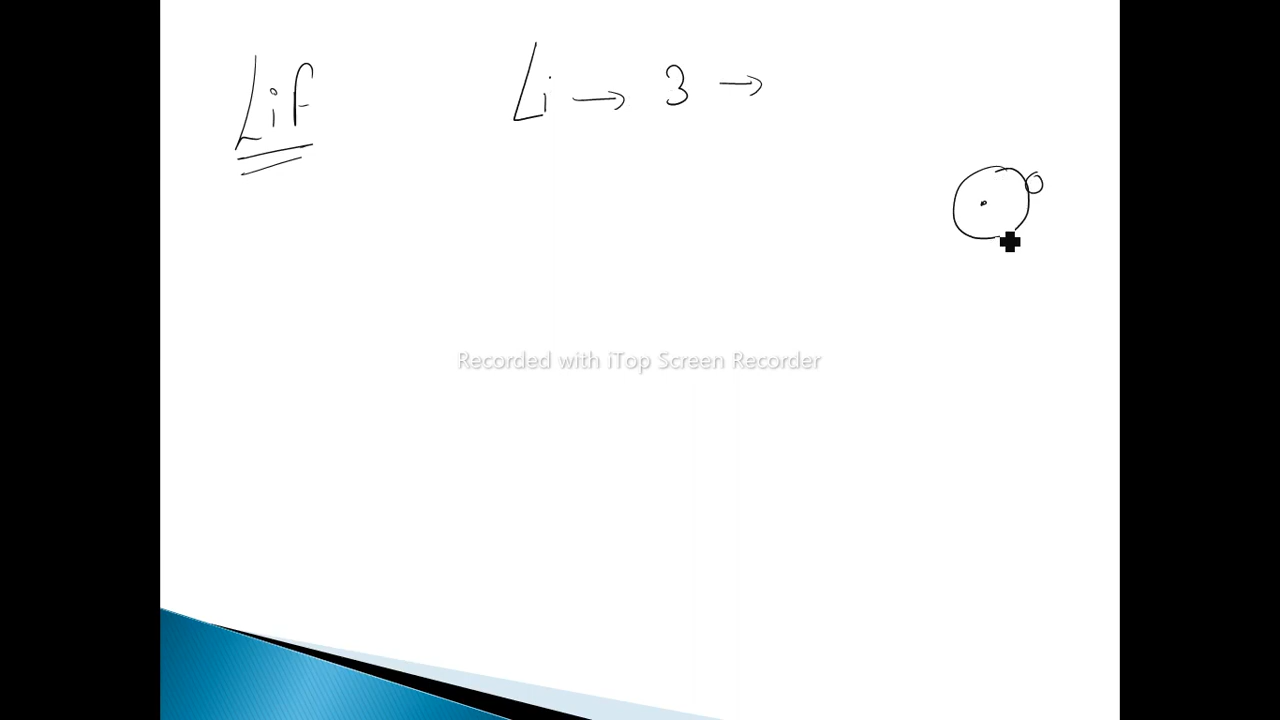 LiF Li → 3 →
Recorded with iTop Screen Recorder